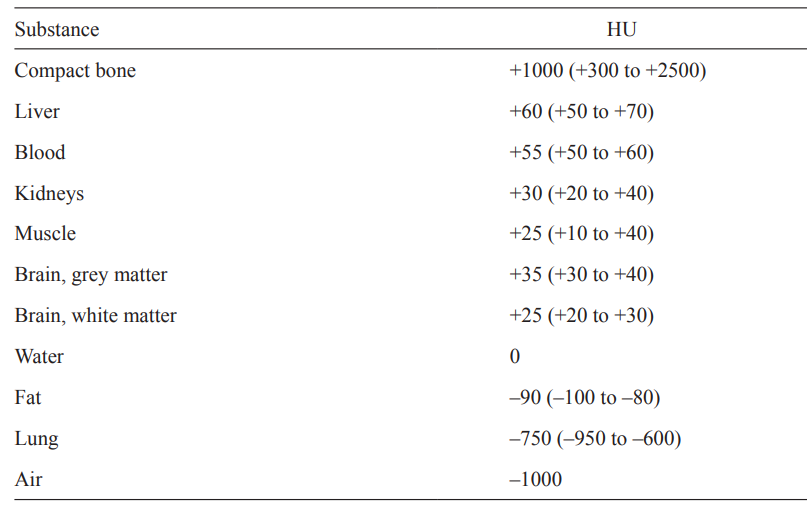 Substance HU
Compact bone +1000 (+300 to +2500)
Liver +60 (+50 to +70)
Blood +55 (+50 to +60)
Kidneys +30 (+20 to +40)
Muscle +25 (+10 to +40)
Brain, grey matter +35 (+30 to +40)
Brain, white matter +25 (+20 to +30)
Water 0
Fat –90 (–100 to –80)
Lung –750 (–950 to –600)
Air –1000